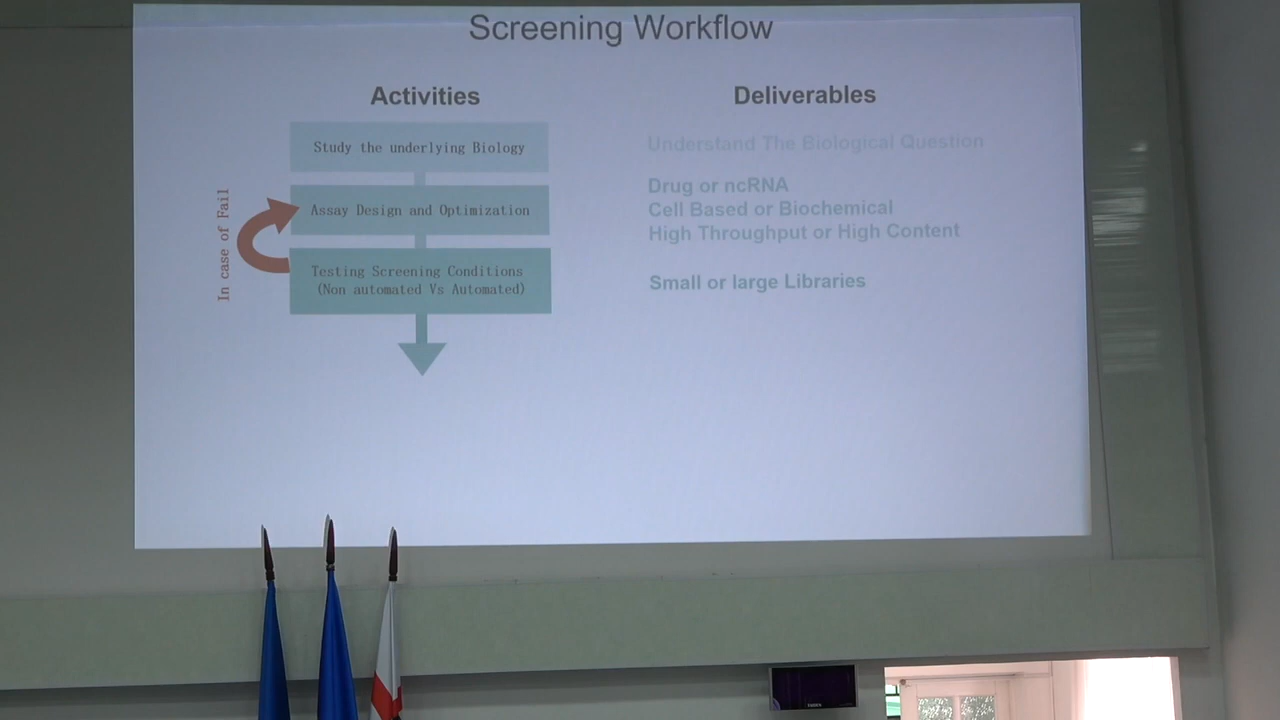 Screening Workflow
Activities
Deliverables
Study the underlying Biology
Understand The Biological Question
In case of Fail
Assay Design and Optimization
Drug or ncRNA
Cell Based or Biochemical
High Throughput or High Content
Testing Screening Conditions
(Non automated Vs Automated)
Small or large Libraries